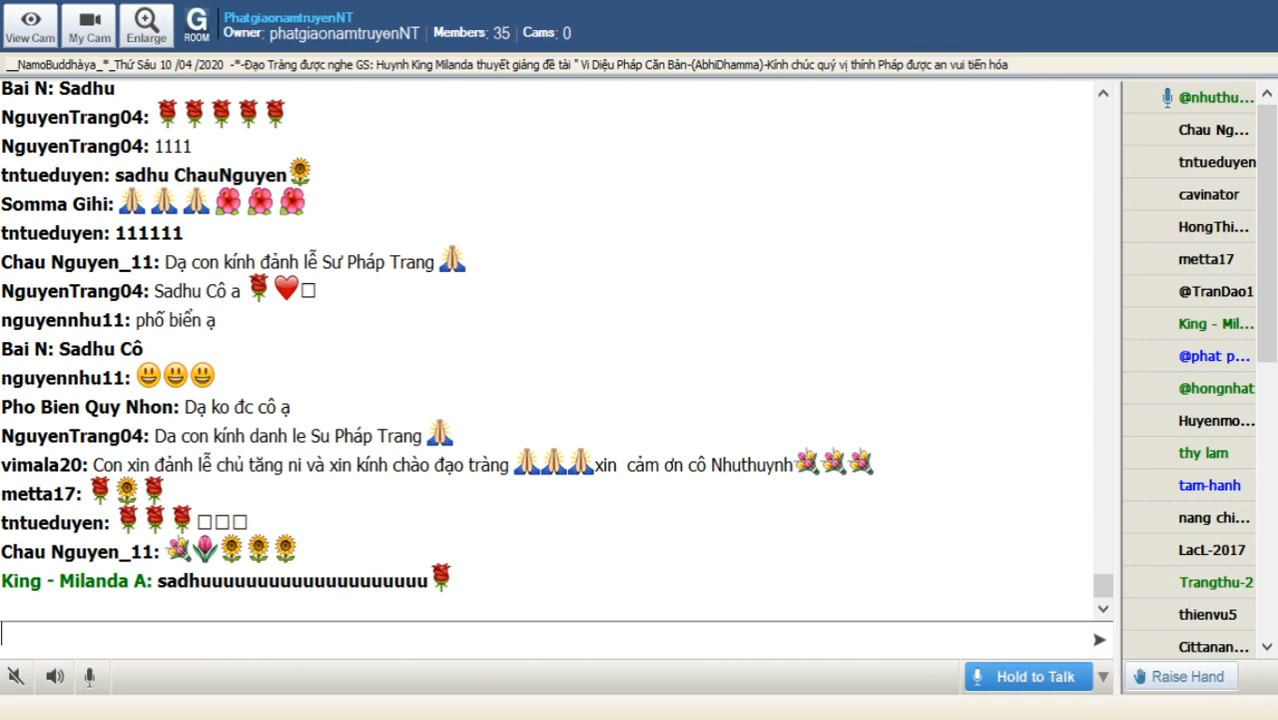 View Cam
My Cam
Enlarge
G
ROOM
PhatgiaonamtruyenNT
Owner: phatgiaonamtruyenNT | Members: 35 | Cams: 0
__NamoBuddhàya_*_Thứ Sáu 10 /04 /2020 -*-Đạo Tràng được nghe GS: Huynh King Milanda thuyết giảng đề tài " Vi Diệu Pháp Căn Bản-(AbhiDhamma)-Kính chúc quý vị thính Pháp được an vui tiến hóa
Bai N: Sadhu
NguyenTrang04:
NguyenTrang04: 1111
tntueduyen: sadhu ChauNguyen
Somma Gihi:
tntueduyen: 111111
Chau Nguyen_11: Dạ con kính đảnh lễ Sư Pháp Trang
NguyenTrang04: Sadhu Cô a
nguyennhu11: phố biển ạ
Bai N: Sadhu Cô
nguyennhu11:
Pho Bien Quy Nhon: Dạ ko đc cô ạ
NguyenTrang04: Da con kính danh le Su Pháp Trang
vimala20: Con xin đảnh lễ chủ tăng ni và xin kính chào đạo tràng xin cảm ơn cô Nhuthuynh
metta17:
tntueduyen:
Chau Nguyen_11:
King - Milanda A: sadhuuuuuuuuuuuuuuuuuuuu
@nhuthu...
Chau Ng...
tntueduyen
cavinator
HongThi...
metta17
@TranDao1
King - Mil...
@phat p...
@hongnhat
Huyenmo...
thy lam
tam-hanh
nang chi...
LacL-2017
Trangthu-2
thienvu5
Cittanan...
Hold to Talk
Raise Hand